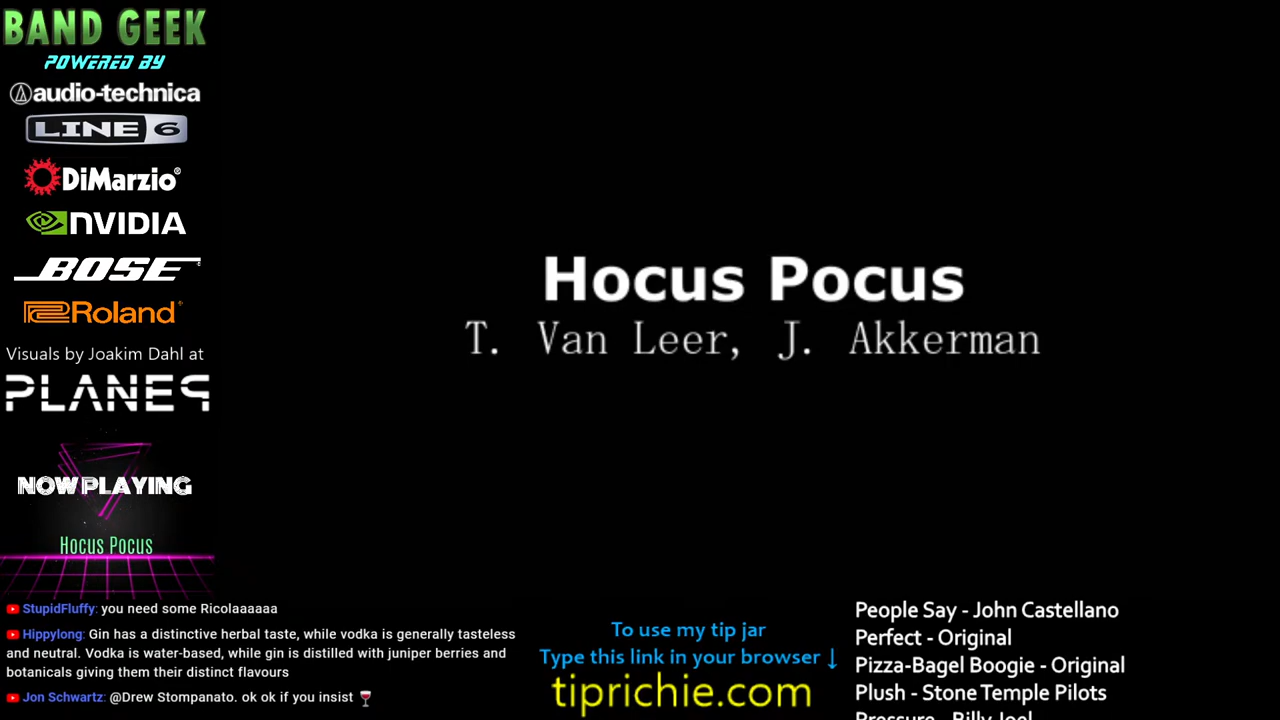 BAND GEEK
POWERED BY
audio-technica
LINE 6
DiMarzio®
NVIDIA
BOSE
Roland
Visuals by Joakim Dahl at
PLANE9
NOW PLAYING
Hocus Pocus
Hocus Pocus
T. Van Leer, J. Akkerman
StupidFluffy: you need some Ricolaaaaaa
Hippylong: Gin has a distinctive herbal taste, while vodka is generally tasteless
and neutral. Vodka is water-based, while gin is distilled with juniper berries and
botanicals giving them their distinct flavours
Jon Schwartz: @Drew Stompanato. ok ok if you insist 🍷
To use my tip jar
Type this link in your browser ↓
tiprichie.com
People Say - John Castellano
Perfect - Original
Pizza-Bagel Boogie - Original
Plush - Stone Temple Pilots
Pressure - Billy Joel